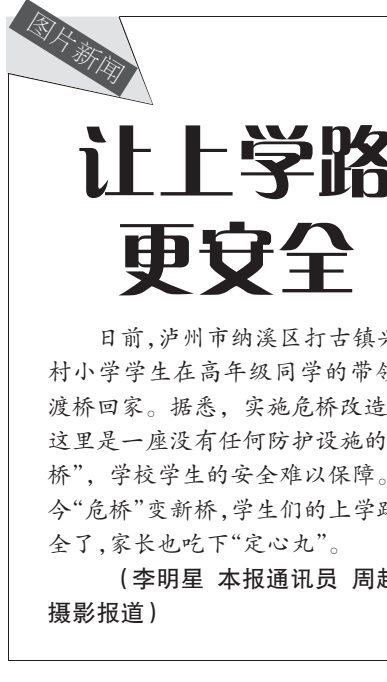 图片新闻
让上学路
更安全
日前,泸州市纳溪区打古镇兴
村小学学生在高年级同学的带领
渡桥回家。据悉，实施危桥改造
这里是一座没有任何防护设施的
桥”，学校学生的安全难以保障。
今“危桥”变新桥,学生们的上学路
全了,家长也吃下“定心丸”。
(李明星 本报通讯员 周
摄影报道)